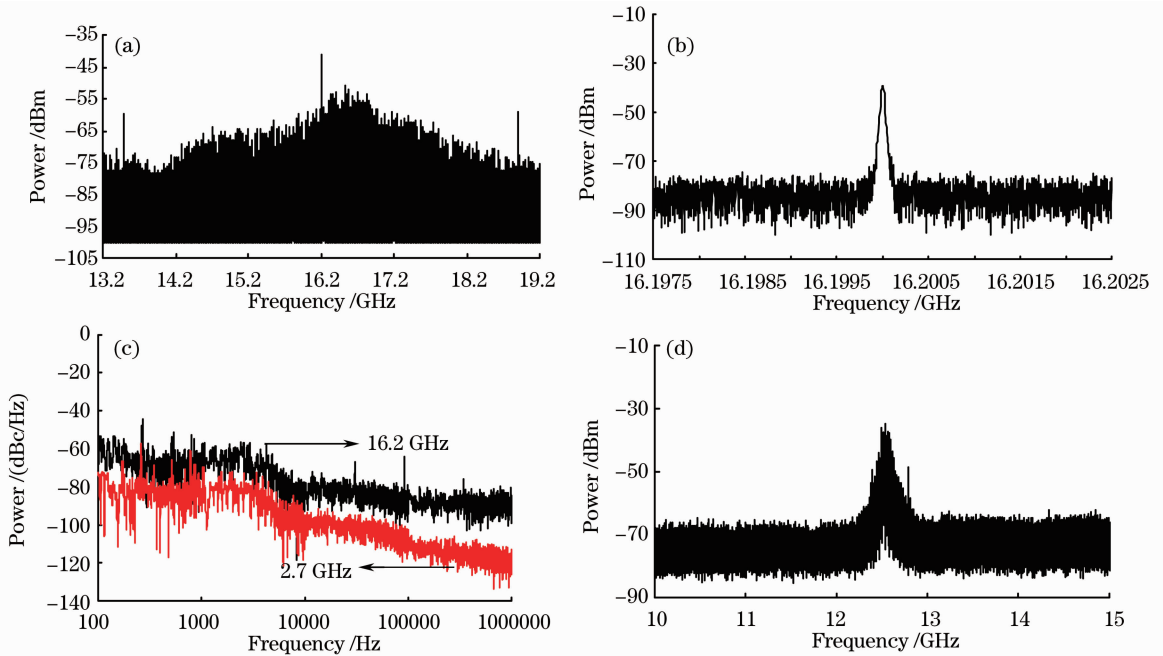 (a)
Power /dBm
−35
−45
−55
−65
−75
−85
−95
−105
13.2 14.2 15.2 16.2 17.2 18.2 19.2
Frequency /GHz
(b)
Power /dBm
−10
−30
−50
−70
−90
−110
16.1975 16.1985 16.1995 16.2005 16.2015 16.2025
Frequency /GHz
(c)
Power /(dBc/Hz)
0
−20
−40
−60
−80
−100
−120
−140
16.2 GHz
2.7 GHz
100 1000 10000 100000 1000000
Frequency /Hz
(d)
Power /dBm
−10
−30
−50
−70
−90
10 11 12 13 14 15
Frequency /GHz